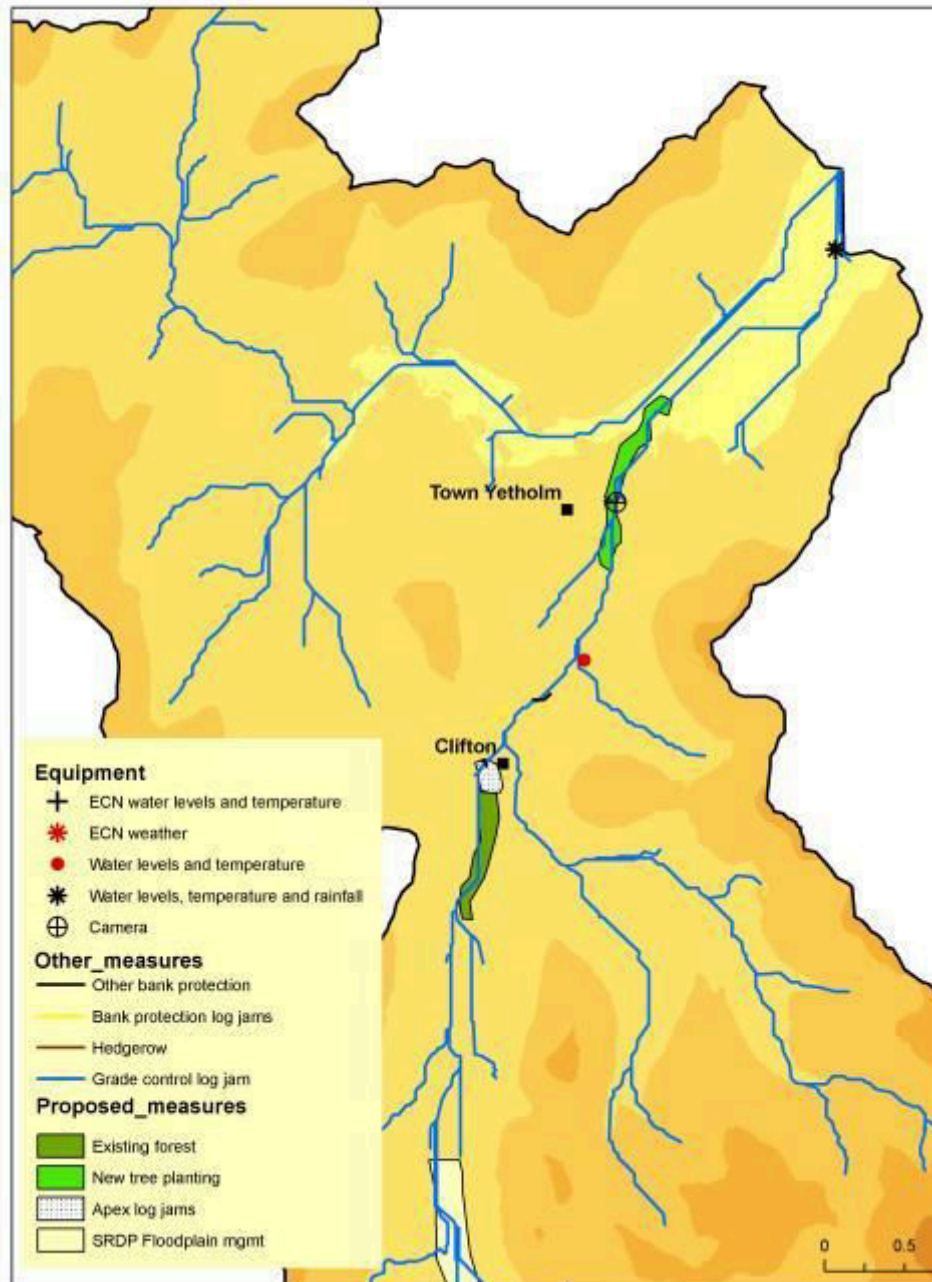 Town Yetholm
Clifton
Equipment
ECN water levels and temperature
ECN weather
Water levels and temperature
Water levels, temperature and rainfall
Camera
Other_measures
Other bank protection
Bank protection log jams
Hedgerow
Grade control log jam
Proposed_measures
Existing forest
New tree planting
Apex log jams
SRDP Floodplain mgmt
0 0.5